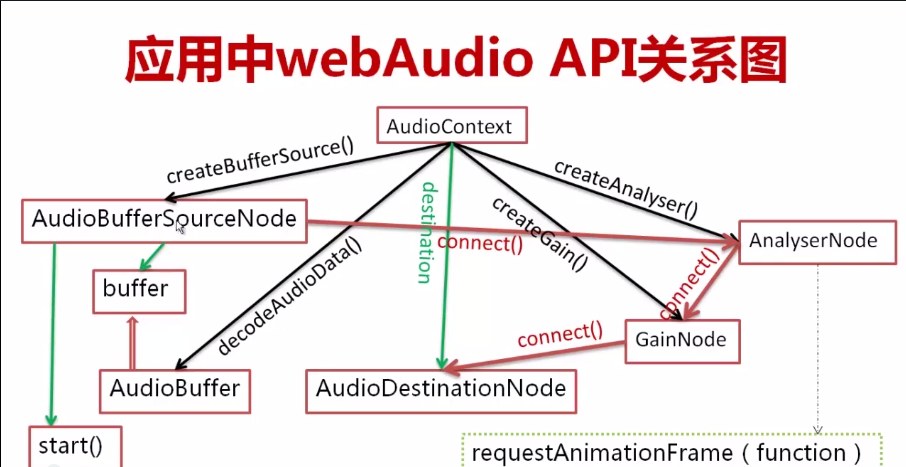 应用中webAudio API关系图
AudioContext
createBufferSource()
createAnalyser()
destination
createGain()
decodeAudioData()
AudioBufferSourceNode
connect()
AnalyserNode
buffer
connect()
connect()
GainNode
AudioBuffer
AudioDestinationNode
start()
requestAnimationFrame（function）